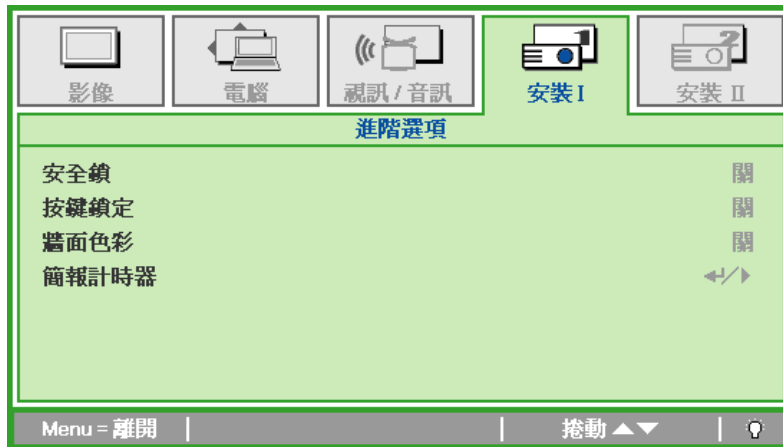 影像
電腦
視訊 / 音訊
安裝 I
安裝 II
進階選項
安全鎖 關
按鍵鎖定 關
牆面色彩 關
簡報計時器
Menu = 離開
捲動